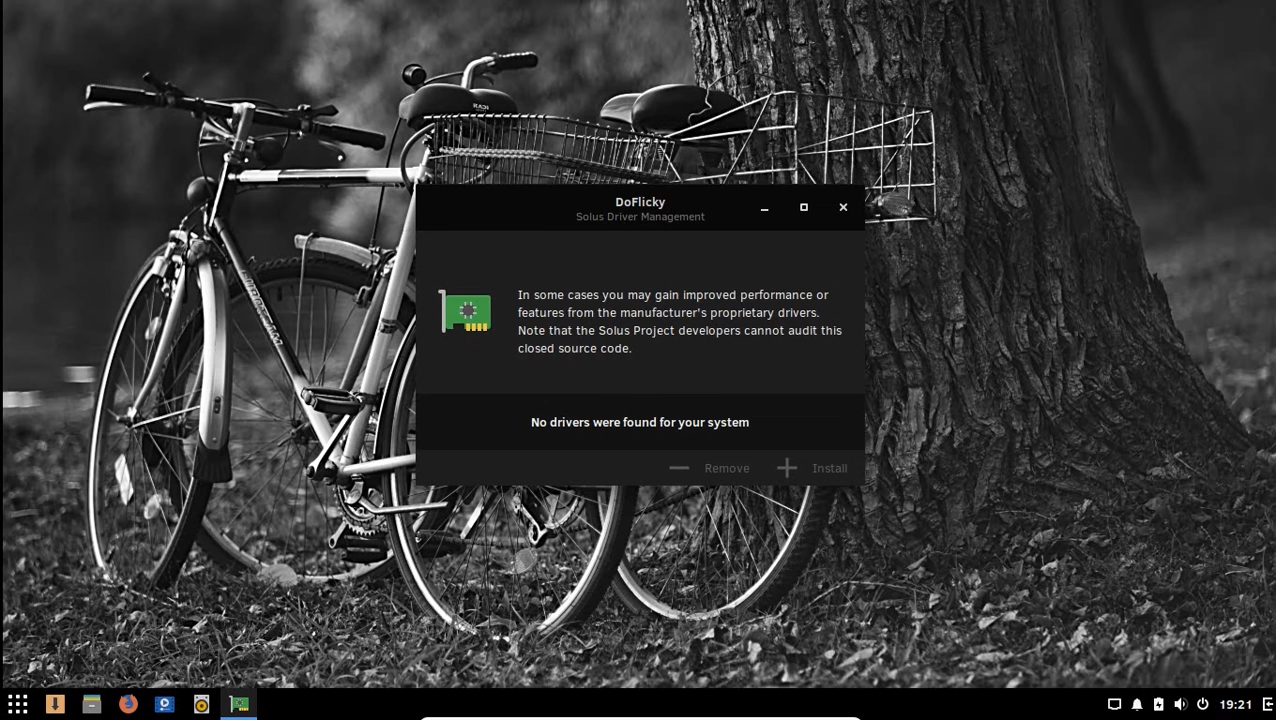 DoFlicky
Solus Driver Management
In some cases you may gain improved performance or
features from the manufacturer's proprietary drivers.
Note that the Solus Project developers cannot audit this
closed source code.
No drivers were found for your system
Remove
Install
19:21